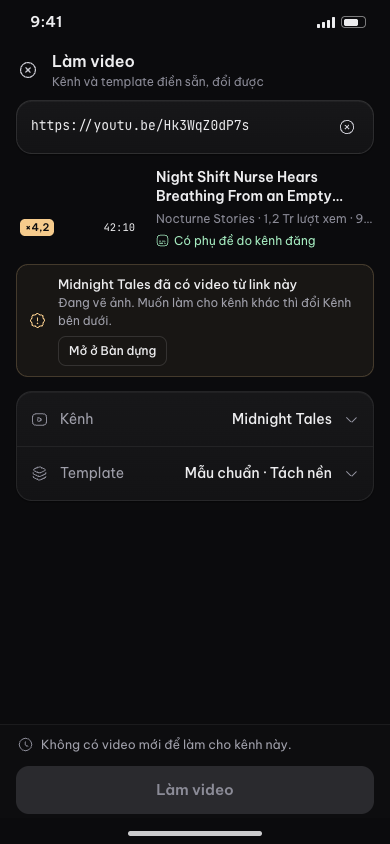 9:41
Làm video
Kênh và template điền sẵn, đổi được
https://youtu.be/Hk3WqZ0dP7s
Night Shift Nurse Hears
Breathing From an Empty…
×4,2
42:10
Nocturne Stories · 1,2 Tr lượt xem · 9…
Có phụ đề do kênh đăng
Midnight Tales đã có video từ link này
Đang vẽ ảnh. Muốn làm cho kênh khác thì đổi Kênh
bên dưới.
Mở ở Bàn dựng
Kênh
Midnight Tales
Template
Mẫu chuẩn · Tách nền
Không có video mới để làm cho kênh này.
Làm video